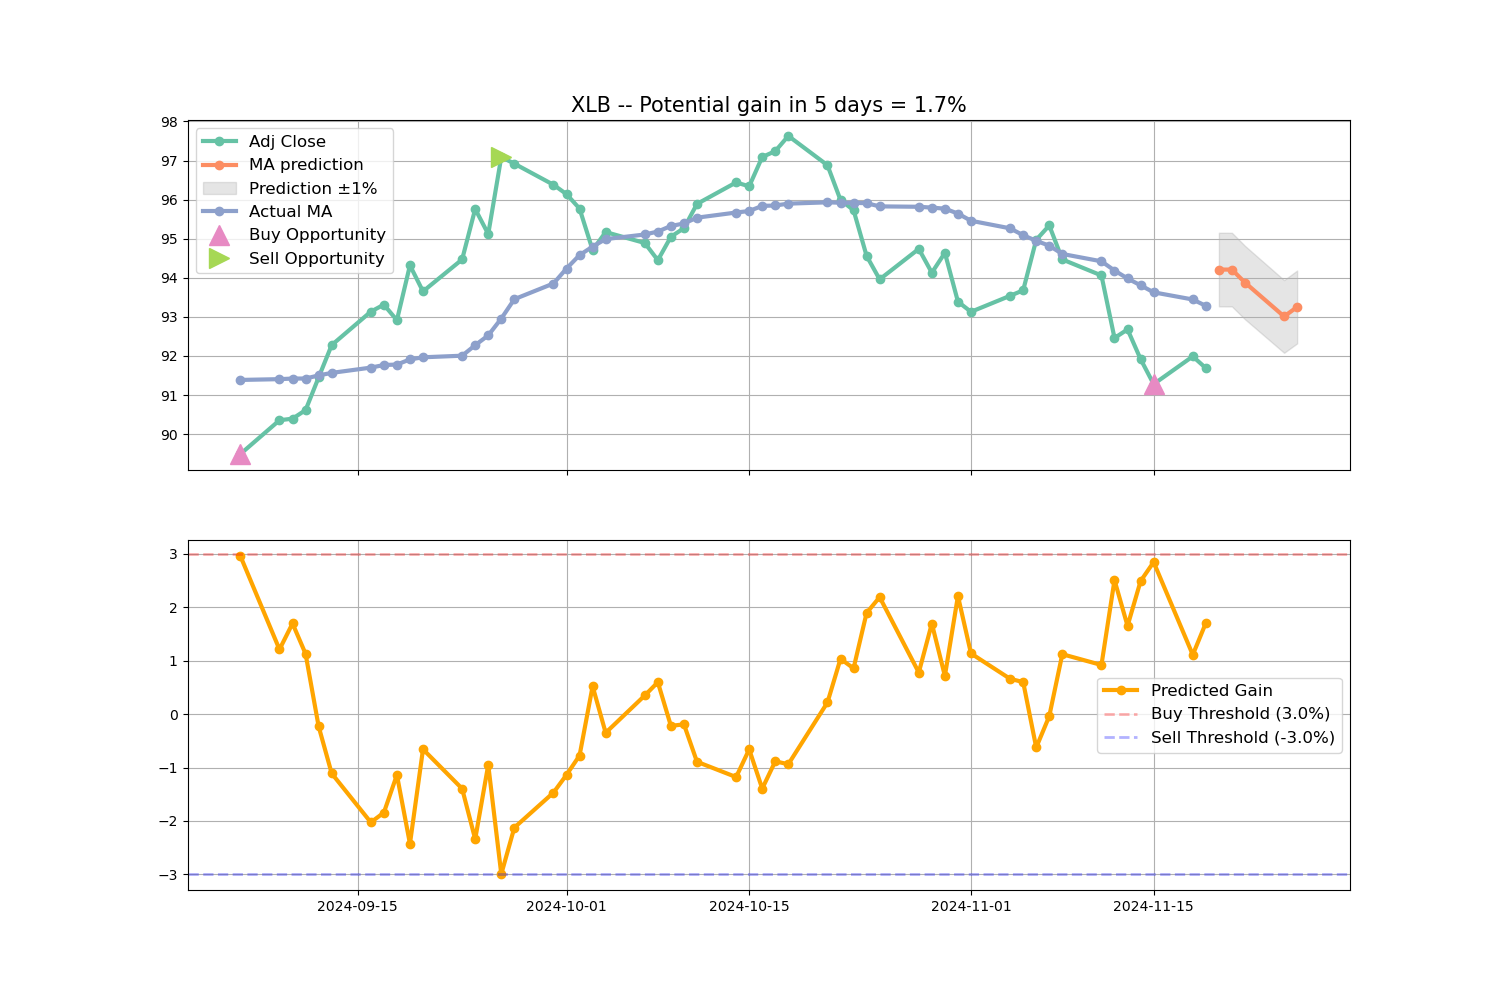 XLB -- Potential gain in 5 days = 1.7%
98
97
96
95
94
93
92
91
90
Adj Close
MA prediction
Prediction ±1%
Actual MA
Buy Opportunity
Sell Opportunity
3
2
1
0
−1
−2
−3
Predicted Gain
Buy Threshold (3.0%)
Sell Threshold (-3.0%)
2024-09-15
2024-10-01
2024-10-15
2024-11-01
2024-11-15